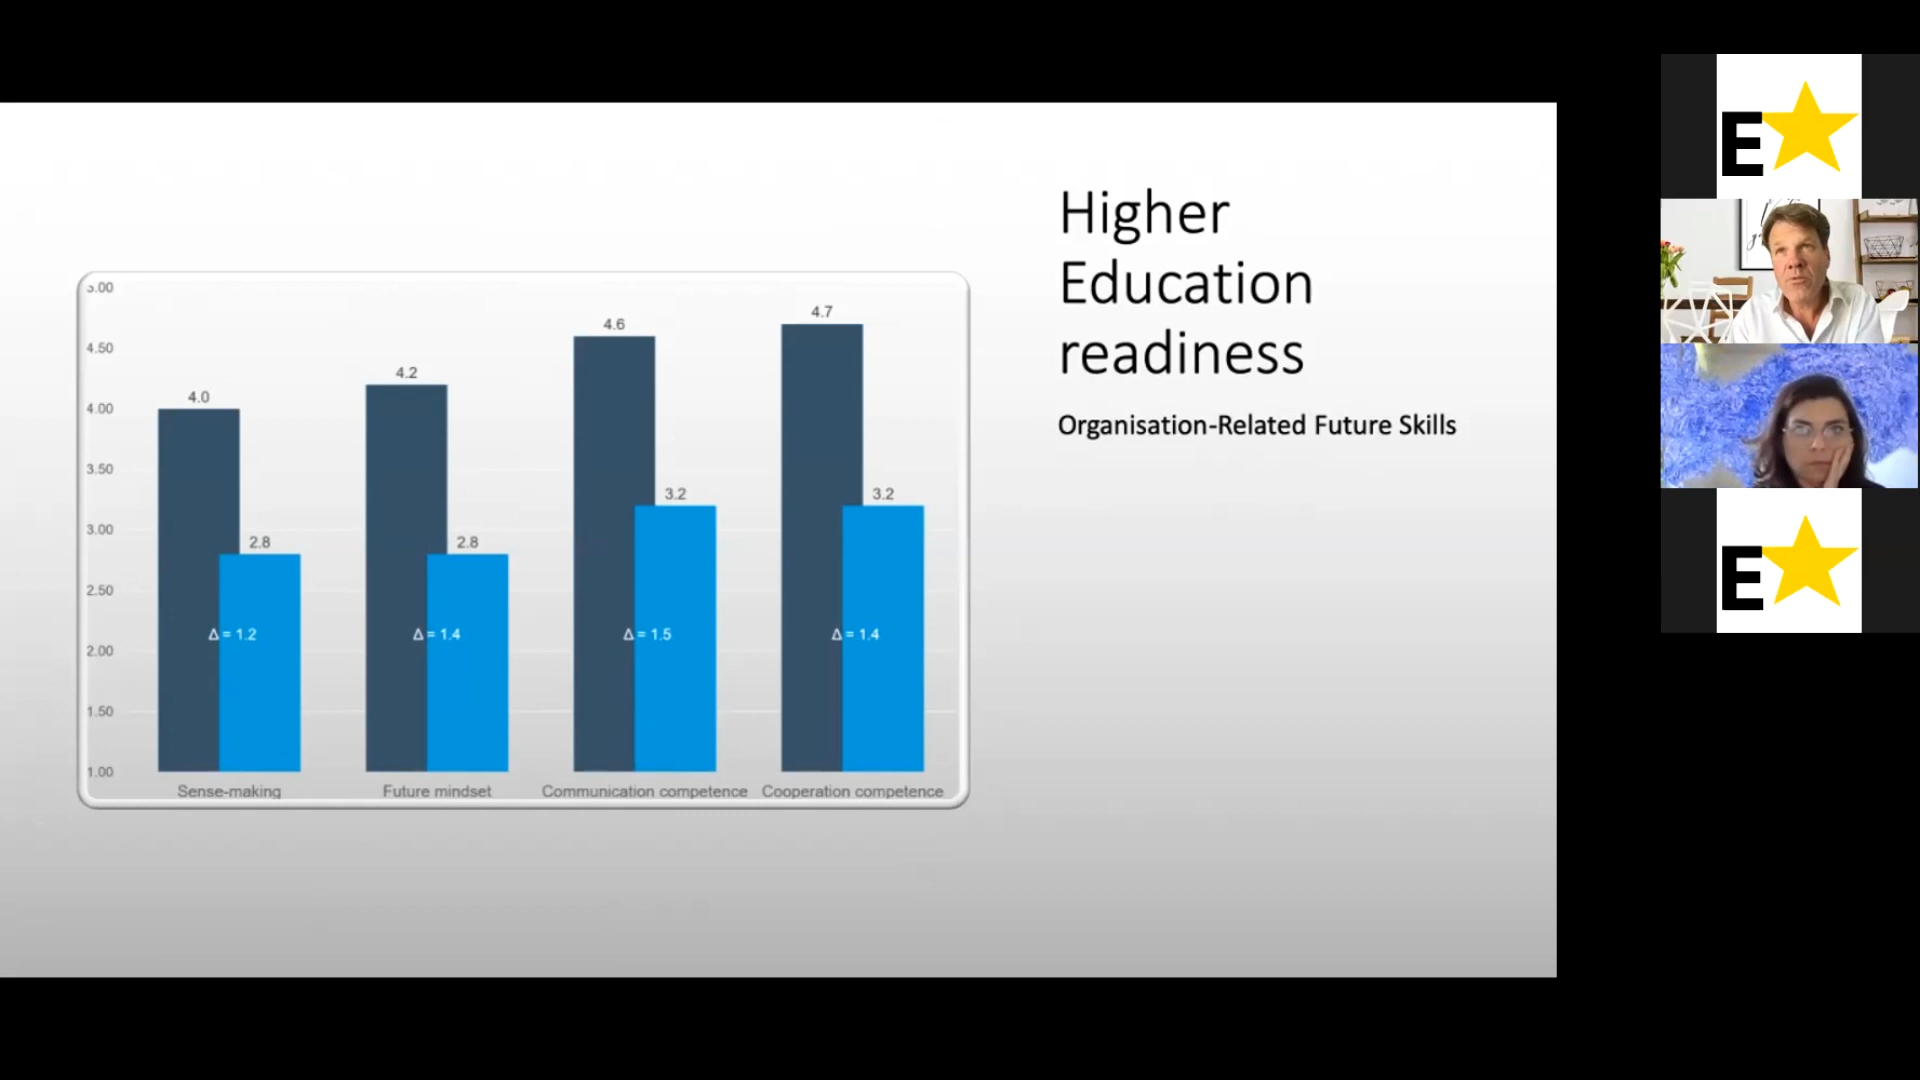 Higher
Education
readiness
Organisation-Related Future Skills
5.00
4.50
4.00
3.50
3.00
2.50
2.00
1.50
1.00
4.0
2.8
Δ = 1.2
4.2
2.8
Δ = 1.4
4.6
3.2
Δ = 1.5
4.7
3.2
Δ = 1.4
Sense-making
Future mindset
Communication competence
Cooperation competence
E
E